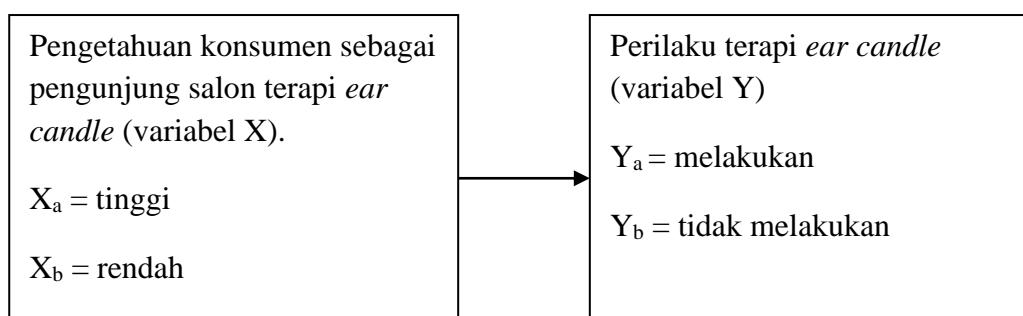 Pengetahuan konsumen sebagai
pengunjung salon terapi ear
candle (variabel X).
Xa = tinggi
Xb = rendah
Perilaku terapi ear candle
(variabel Y)
Ya = melakukan
Yb = tidak melakukan